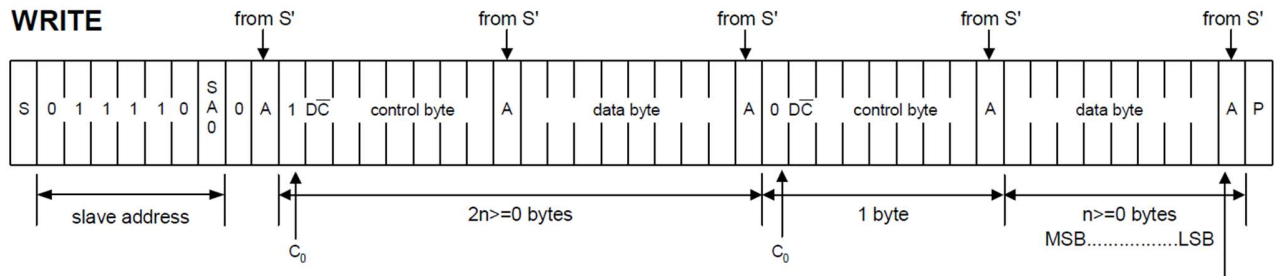 WRITE
from S' from S' from S' from S'
S 0 1 1 1 1 0 SA0 0 A 1 DC̅ control byte A data byte A 0 DC̅ control byte A data byte A P
slave address 2n>=0 bytes 1 byte n>=0 bytes
MSB.................LSB
C₀ C₀